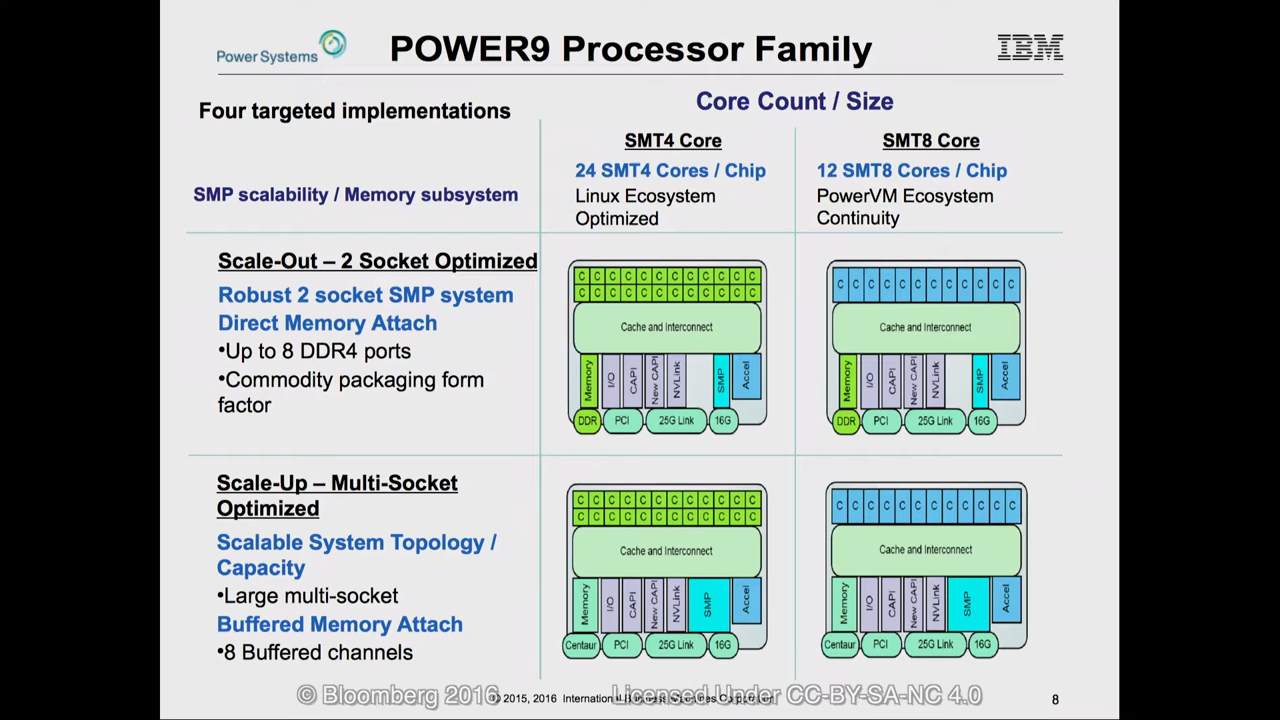 Power Systems
POWER9 Processor Family
IBM
Four targeted implementations
Core Count / Size
SMP scalability / Memory subsystem
SMT4 Core
24 SMT4 Cores / Chip
Linux Ecosystem
Optimized
SMT8 Core
12 SMT8 Cores / Chip
PowerVM Ecosystem
Continuity
Scale-Out – 2 Socket Optimized
Robust 2 socket SMP system
Direct Memory Attach
•Up to 8 DDR4 ports
•Commodity packaging form
factor
C C C C C C C C C C C C
C C C C C C C C C C C C
Cache and Interconnect
Memory I/O CAPI New CAPI NVLink SMP Accel
DDR PCI 25G Link 16G
C C C C C C C C C C C C
Cache and Interconnect
Memory I/O CAPI New CAPI NVLink SMP Accel
DDR PCI 25G Link 16G
Scale-Up – Multi-Socket
Optimized
Scalable System Topology /
Capacity
•Large multi-socket
Buffered Memory Attach
•8 Buffered channels
C C C C C C C C C C C C
C C C C C C C C C C C C
Cache and Interconnect
Memory I/O CAPI New CAPI NVLink SMP Accel
Centaur PCI 25G Link 16G
C C C C C C C C C C C C
Cache and Interconnect
Memory I/O CAPI New CAPI NVLink SMP Accel
Centaur PCI 25G Link 16G
© Bloomberg 2016
© 2015, 2016 International Business Machines Corporation
Licensed Under CC-BY-SA-NC 4.0
8